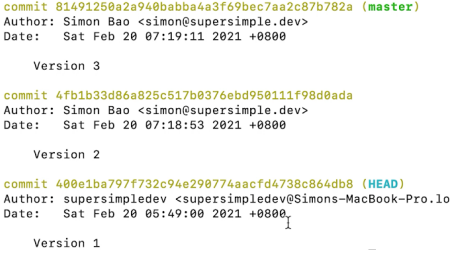 commit 81491250a2a940babba4a3f69bec7aa2c87b782a (master)
Author: Simon Bao <simon@supersimple.dev>
Date:   Sat Feb 20 07:19:11 2021 +0800
Version 3
commit 4fb1b33d86a825c517b0376ebd950111f98d0ada
Author: Simon Bao <simon@supersimple.dev>
Date:   Sat Feb 20 07:18:53 2021 +0800
Version 2
commit 400e1ba797f732c94e290774aacfd4738c864db8 (HEAD)
Author: supersimpledev <supersimpledev@Simons-MacBook-Pro.lo
Date:   Sat Feb 20 05:49:00 2021 +0800
Version 1